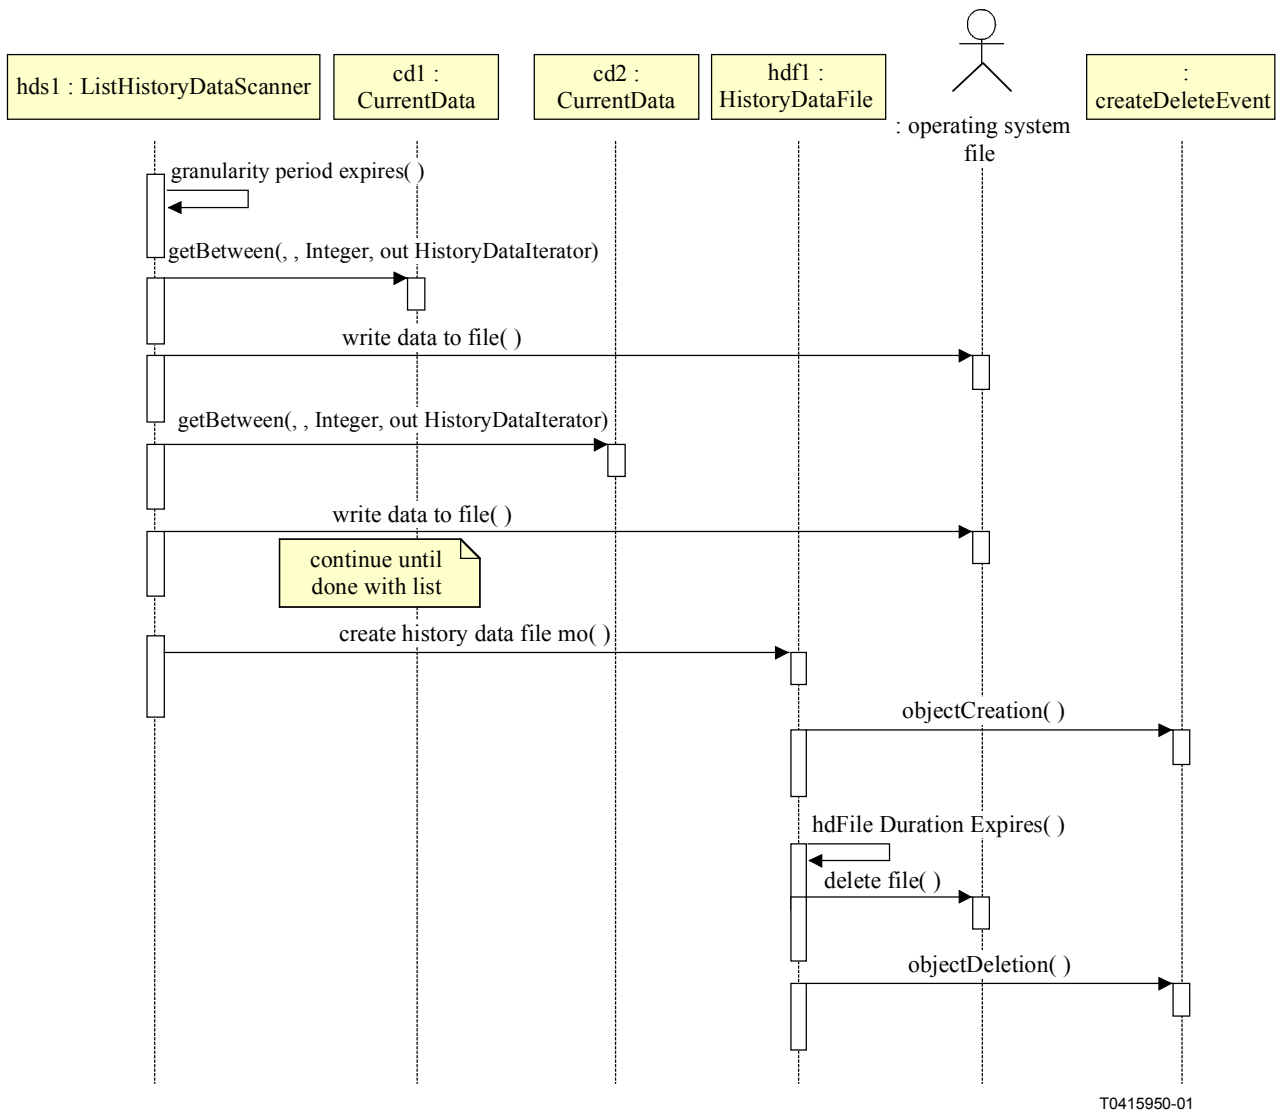 hds1 : ListHistoryDataScanner
cd1 :
CurrentData
cd2 :
CurrentData
hdf1 :
HistoryDataFile
: operating system
file
:
createDeleteEvent
granularity period expires( )
getBetween(, , Integer, out HistoryDataIterator)
write data to file( )
getBetween(, , Integer, out HistoryDataIterator)
write data to file( )
continue until
done with list
create history data file mo( )
objectCreation( )
hdFile Duration Expires( )
delete file( )
objectDeletion( )
T0415950-01